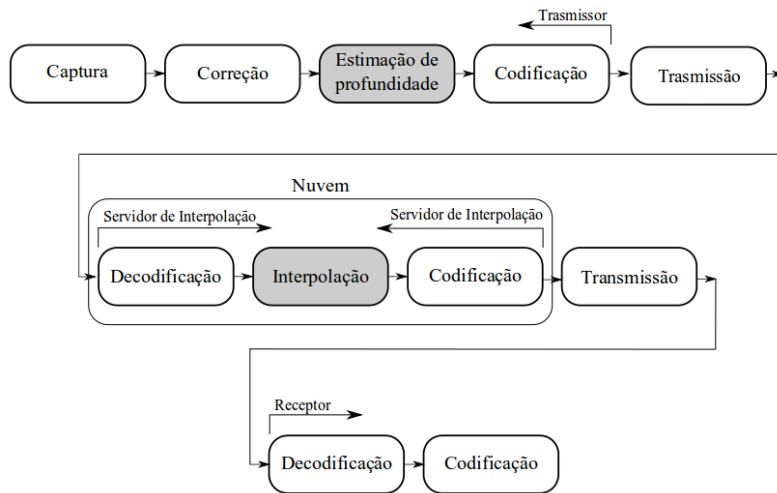 Trasmissor
Captura
Correção
Estimação de
profundidade
Codificação
Trasmissão
Nuvem
Servidor de Interpolação
Servidor de Interpolação
Decodificação
Interpolação
Codificação
Transmissão
Receptor
Decodificação
Codificação